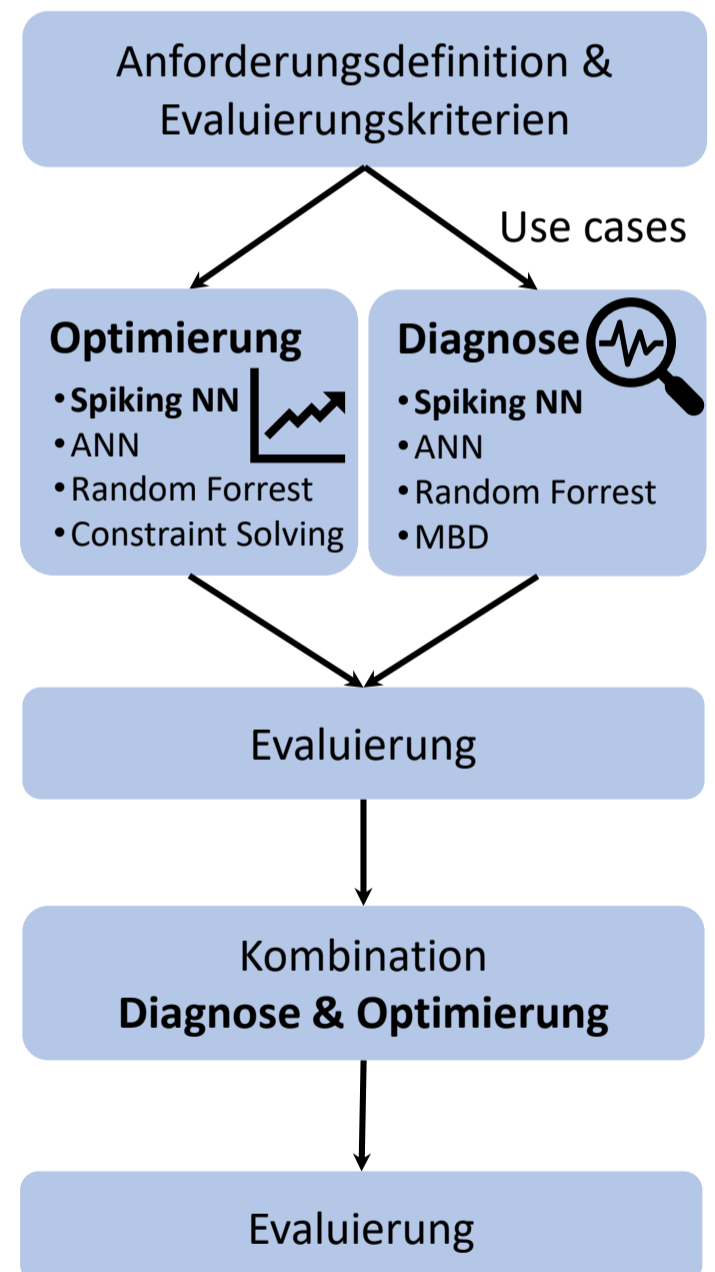 Anforderungsdefinition &
Evaluierungskriterien
Use cases
Optimierung
•Spiking NN
•ANN
•Random Forrest
•Constraint Solving
Diagnose
•Spiking NN
•ANN
•Random Forrest
•MBD
Evaluierung
Kombination
Diagnose & Optimierung
Evaluierung